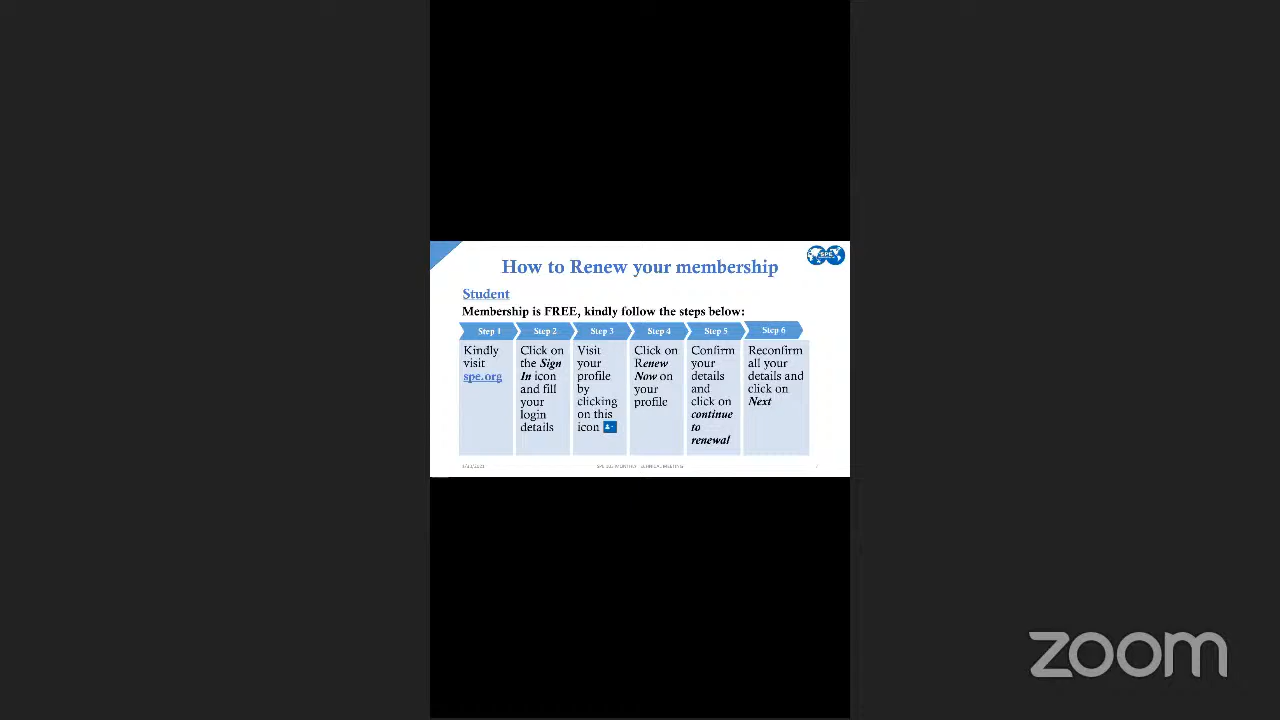 How to Renew your membership
SPE
Student
Membership is FREE, kindly follow the steps below:
Step 1
Kindly
visit
spe.org
Step 2
Click on
the Sign
In icon
and fill
your
login
details
Step 3
Visit
your
profile
by
clicking
on this
icon
Step 4
Click on
Renew
Now on
your
profile
Step 5
Confirm
your
details
and
click on
continue
to
renewal
Step 6
Reconfirm
all your
details and
click on
Next
TECHNICAL MEETING
zoom